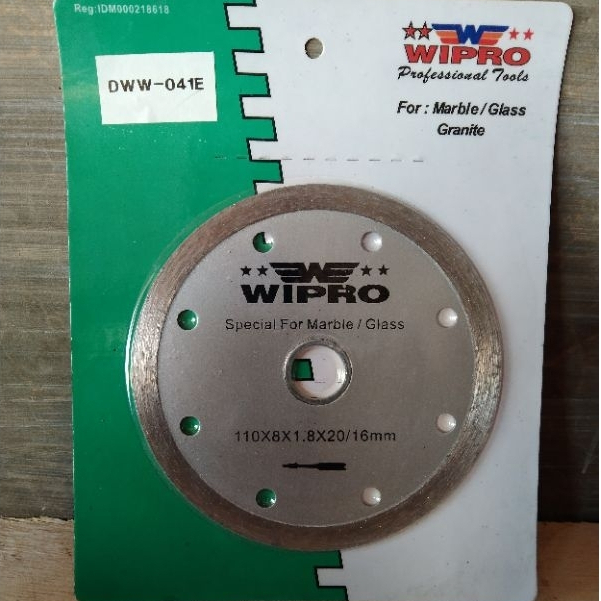 Reg:IDM000218618
DWW-041E
WIPRO
Professional Tools
For : Marble / Glass
Granite
WIPRO
Special For Marble / Glass
110X8X1.8X20/16mm